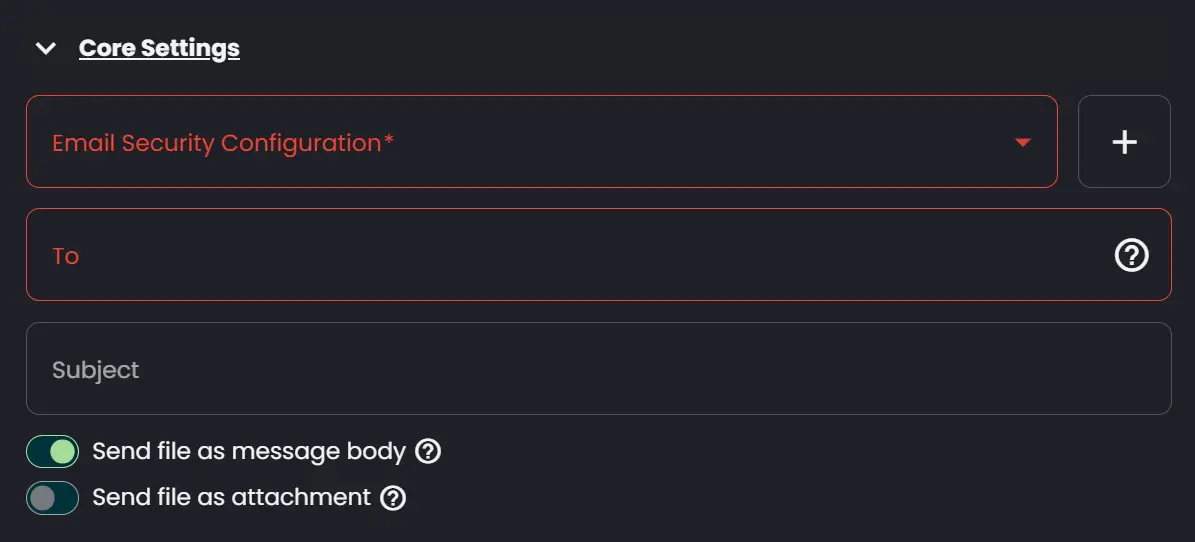 Core Settings
Email Security Configuration*
To
Subject
Send file as message body
Send file as attachment